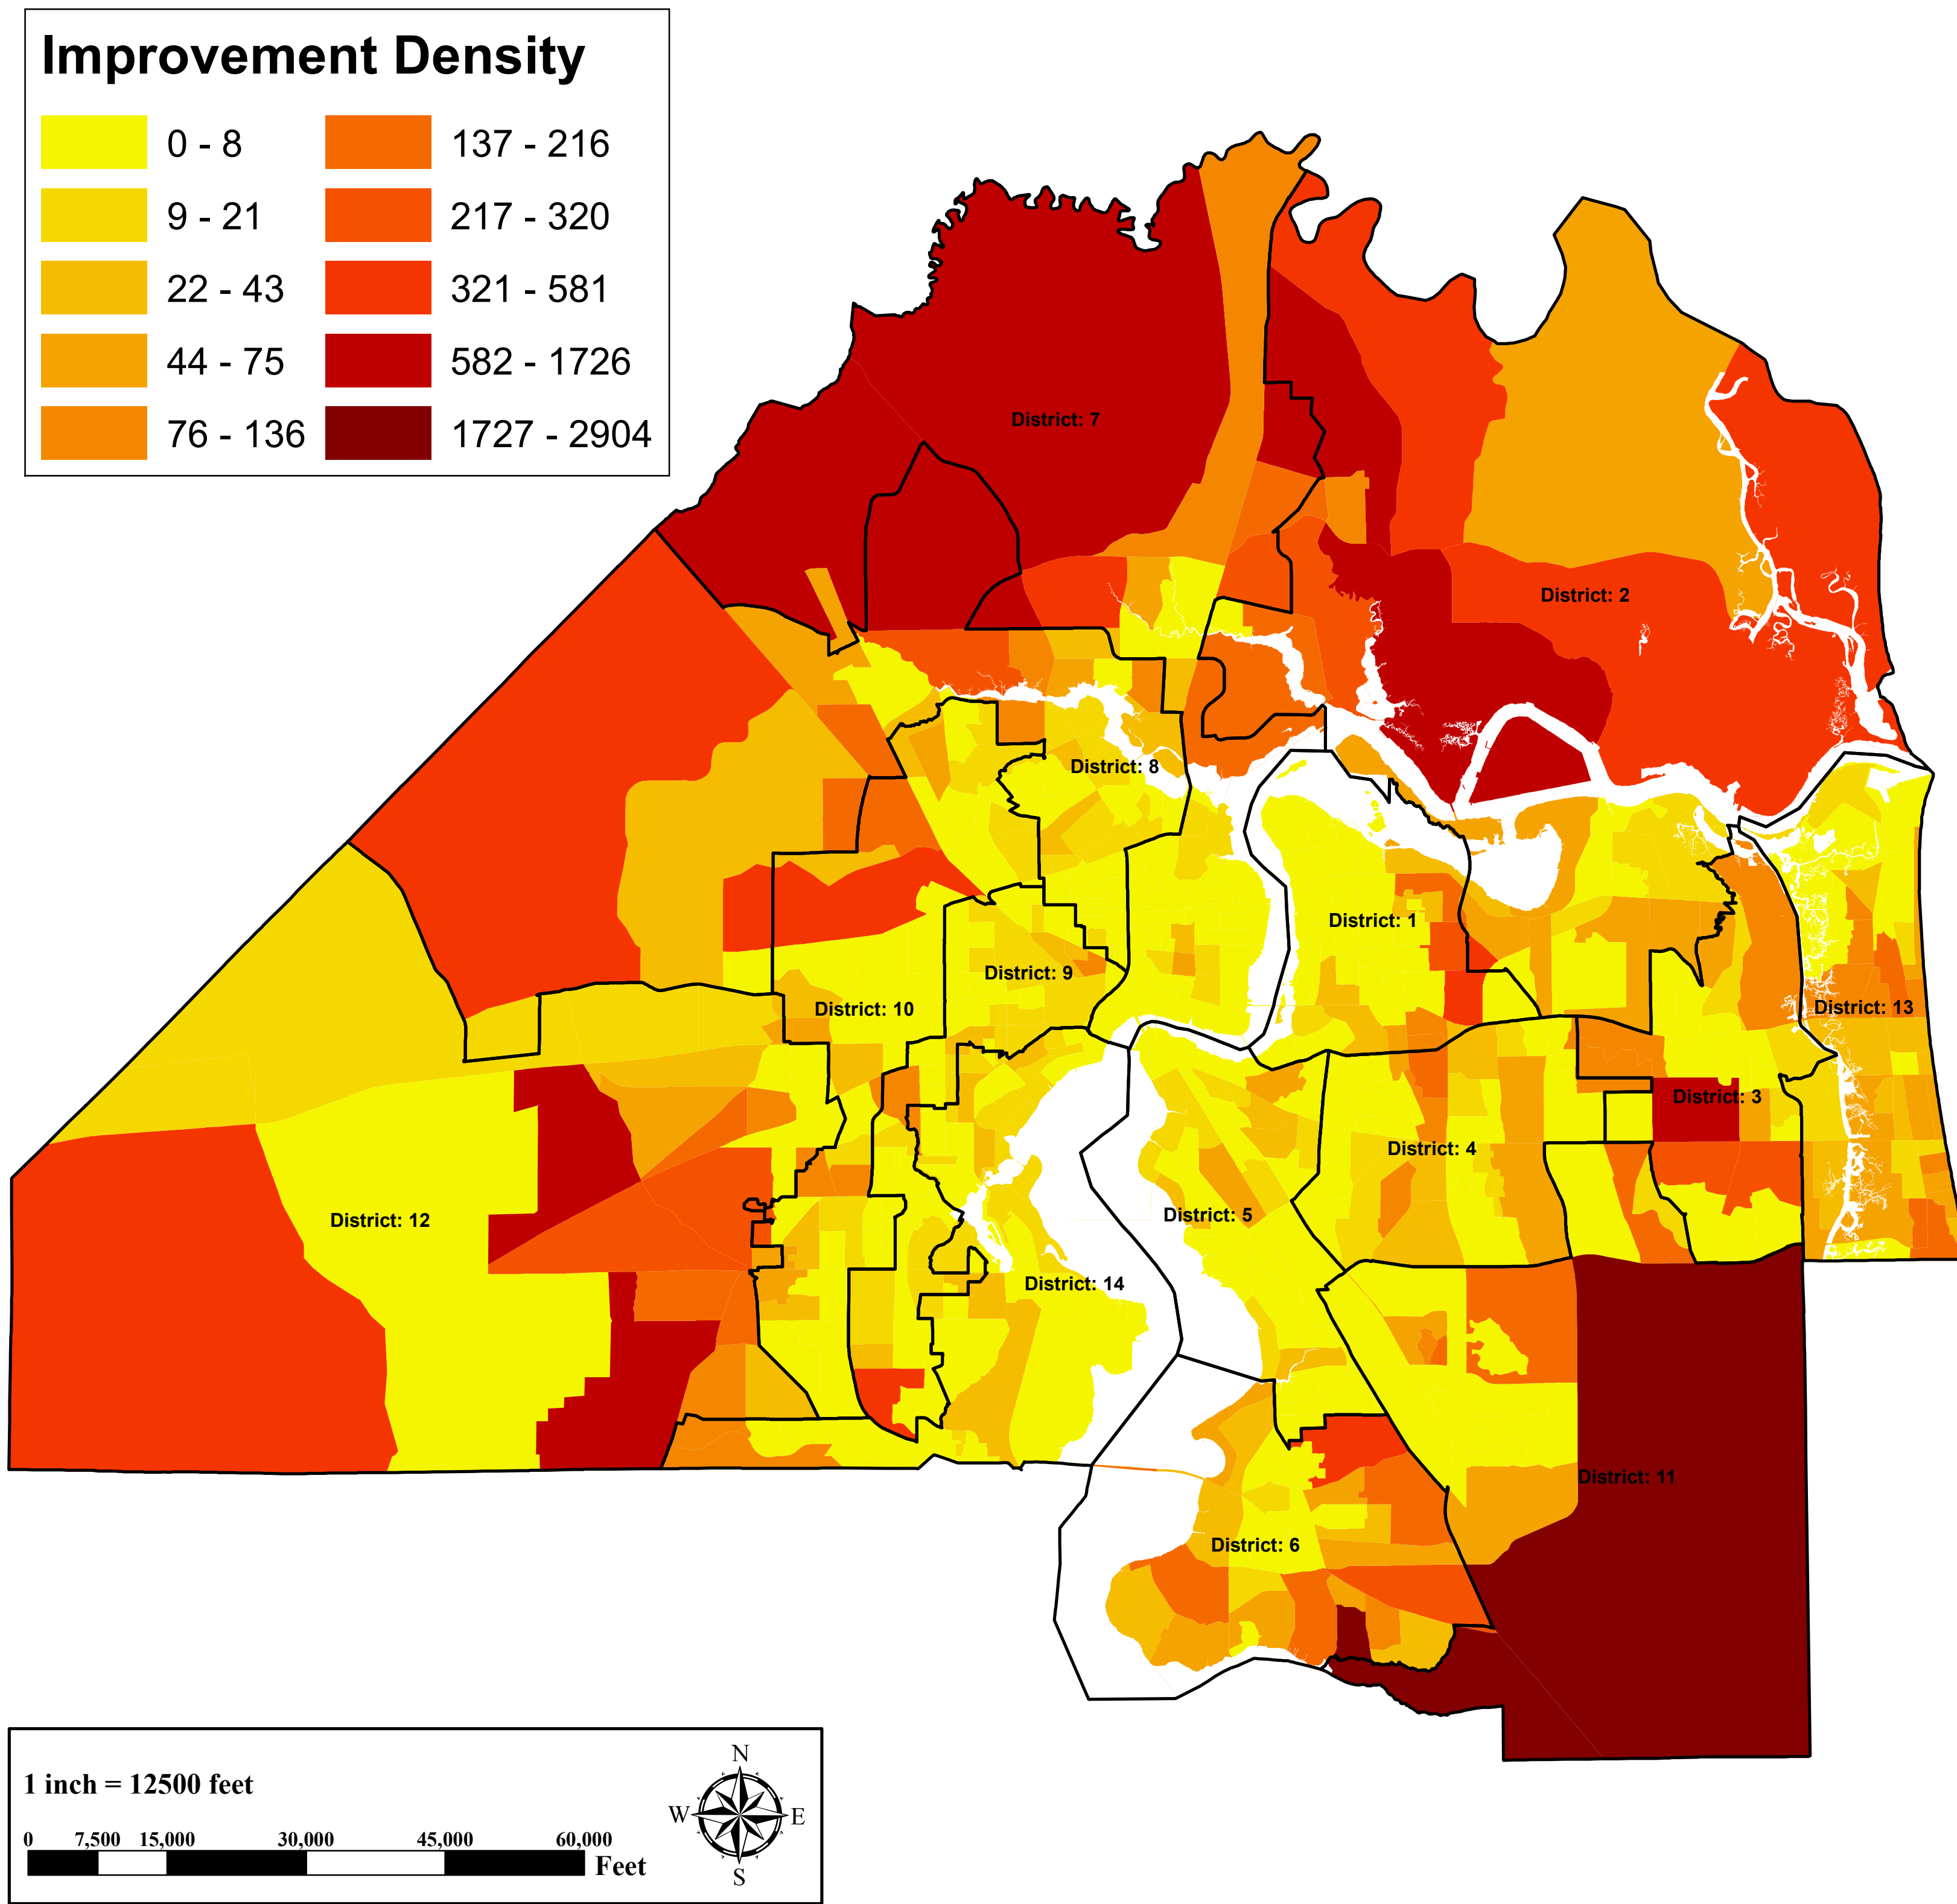 Improvement Density
0 - 8
9 - 21
22 - 43
44 - 75
76 - 136
137 - 216
217 - 320
321 - 581
582 - 1726
1727 - 2904
District: 7
District: 2
District: 8
District: 1
District: 9
District: 10
District: 13
District: 3
District: 4
District: 12
District: 5
District: 14
District: 11
District: 6
1 inch = 12500 feet
0 7,500 15,000 30,000 45,000 60,000
Feet
N
W E
S